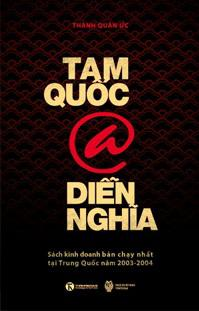 THÀNH QUÂN ỨC
TAM
QUỐC
@
DIỄN
NGHĨA
Sách kinh doanh bán chạy nhất
tại Trung Quốc năm 2003-2004